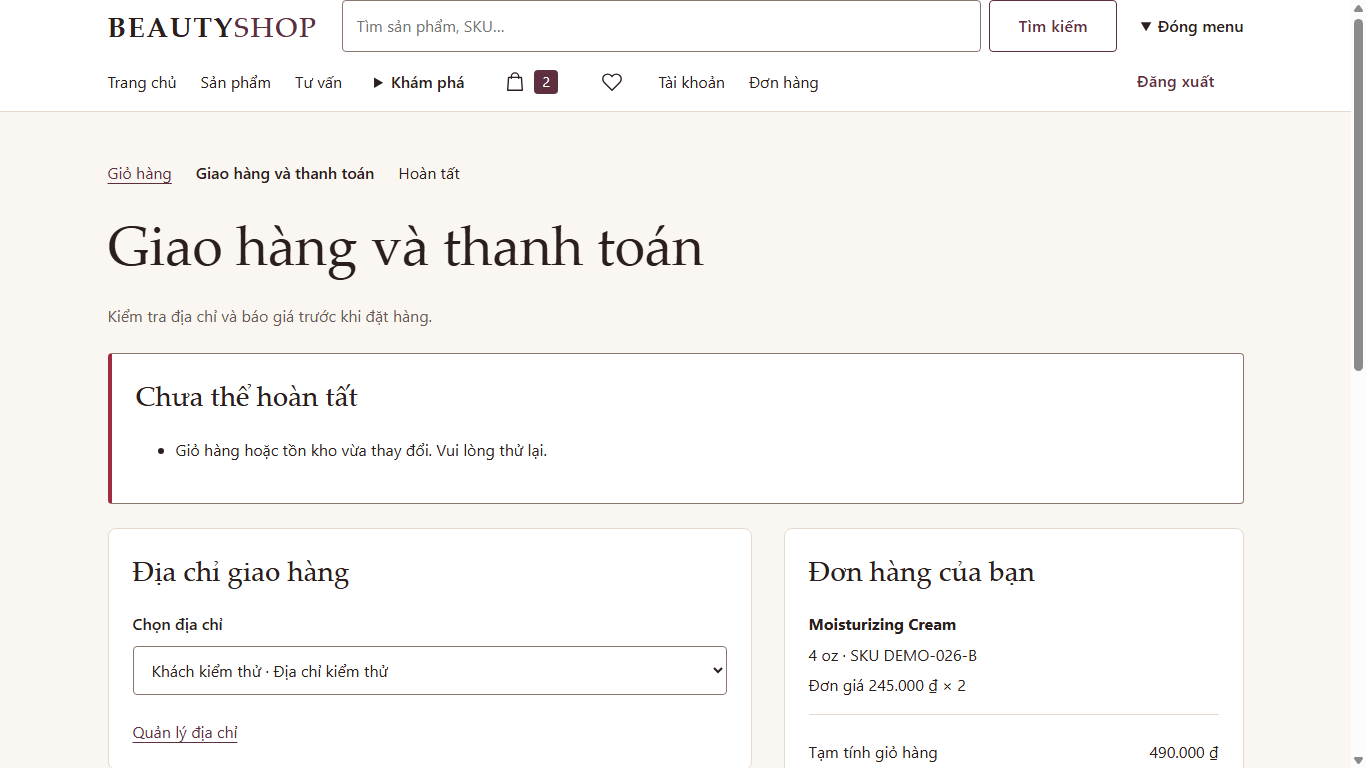 BEAUTYSHOP
Tìm sản phẩm, SKU...
Tìm kiếm
▼ Đóng menu
Trang chủ
Sản phẩm
Tư vấn
▶ Khám phá
2
Tài khoản
Đơn hàng
Đăng xuất
Giỏ hàng
Giao hàng và thanh toán
Hoàn tất
Giao hàng và thanh toán
Kiểm tra địa chỉ và báo giá trước khi đặt hàng.
Chưa thể hoàn tất
• Giỏ hàng hoặc tồn kho vừa thay đổi. Vui lòng thử lại.
Địa chỉ giao hàng
Chọn địa chỉ
Khách kiểm thử · Địa chỉ kiểm thử
Quản lý địa chỉ
Đơn hàng của bạn
Moisturizing Cream
4 oz · SKU DEMO-026-B
Đơn giá 245.000 ₫ × 2
Tạm tính giỏ hàng 490.000 ₫